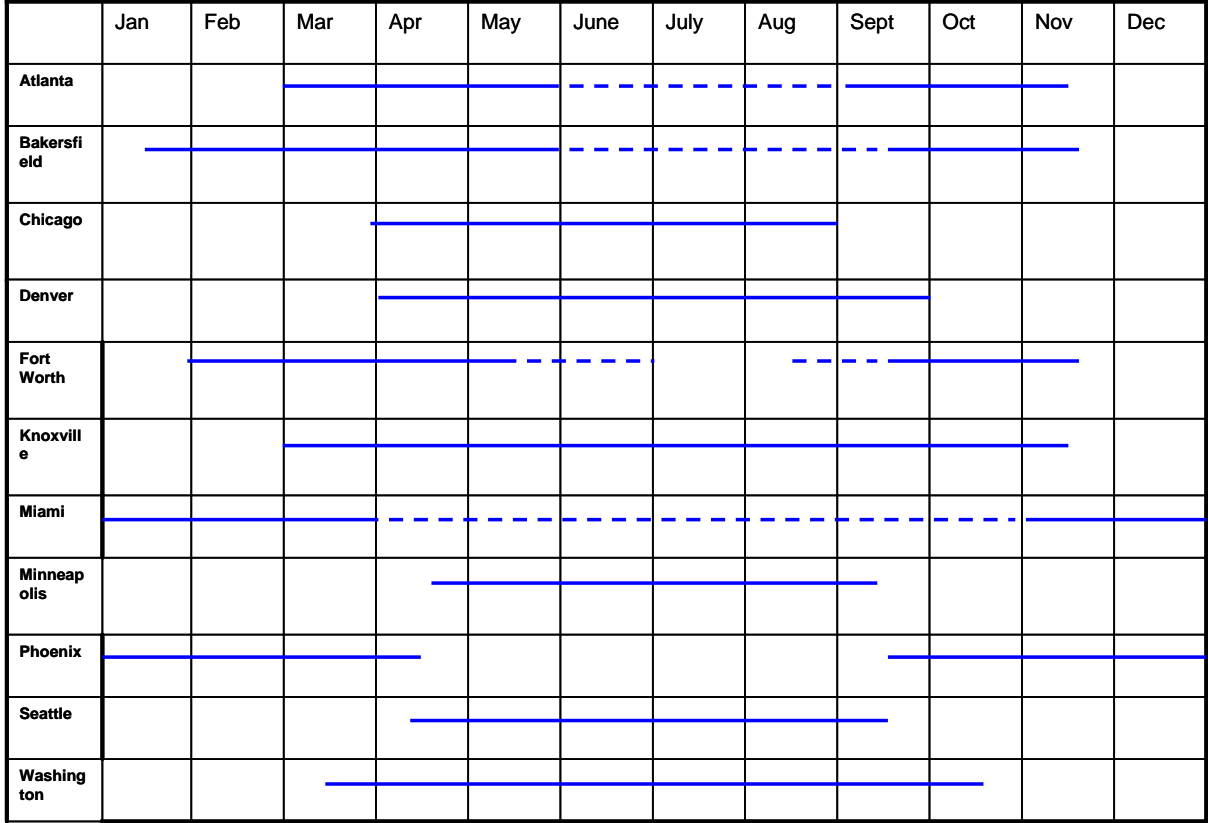 Jan Feb Mar Apr May June July Aug Sept Oct Nov Dec
Atlanta
Bakersfi
eld
Chicago
Denver
Fort
Worth
Knoxvill
e
Miami
Minneap
olis
Phoenix
Seattle
Washing
ton